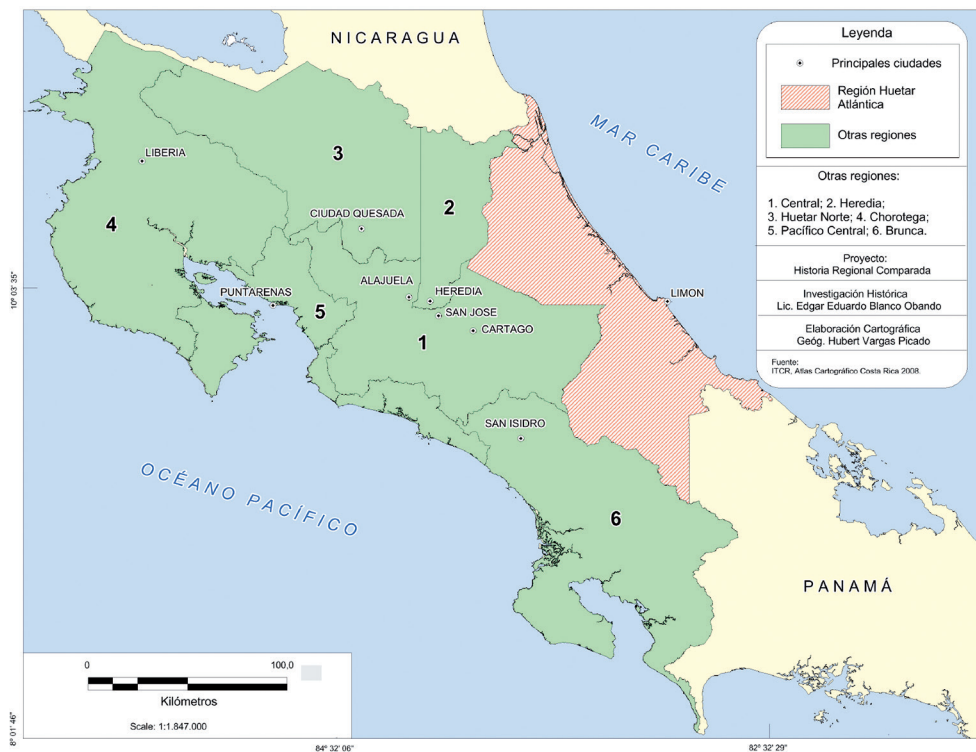 NICARAGUA
MAR CARIBE
LIBERIA
3
CIUDAD QUESADA
2
4
ALAJUELA
HEREDIA
PUNTARENAS
SAN JOSE
5
1
CARTAGO
LIMON
SAN ISIDRO
OCÉANO PACÍFICO
6
PANAMÁ
Leyenda
Principales ciudades
Región Huetar
Atlántica
Otras regiones
Otras regiones:
1. Central; 2. Heredia;
3. Huetar Norte; 4. Chorotega;
5. Pacífico Central; 6. Brunca.
Proyecto:
Historia Regional Comparada
Investigación Histórica
Lic. Edgar Eduardo Blanco Obando
Elaboración Cartográfica
Geóg. Hubert Vargas Picado
Fuente:
ITCR, Atlas Cartográfico Costa Rica 2008.
0 100,0
Kilómetros
Scale: 1:1.847.000
10º 03' 35"
8º 01' 46"
84º 32' 06"
82º 32' 29"